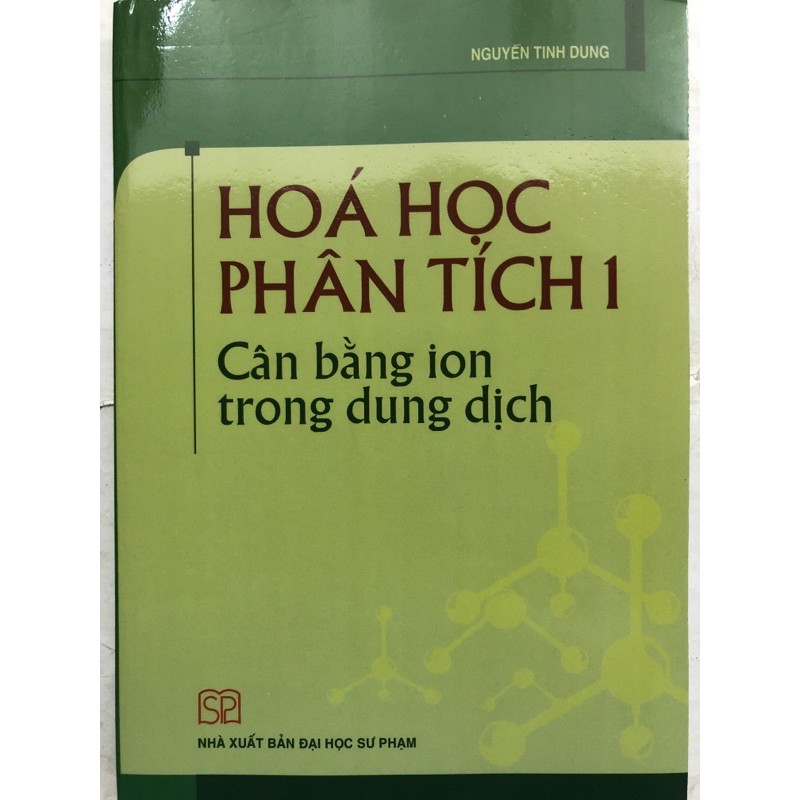 NGUYỄN TINH DUNG
HOÁ HỌC
PHÂN TÍCH 1
Cân bằng ion
trong dung dịch
SP
NHÀ XUẤT BẢN ĐẠI HỌC SƯ PHẠM